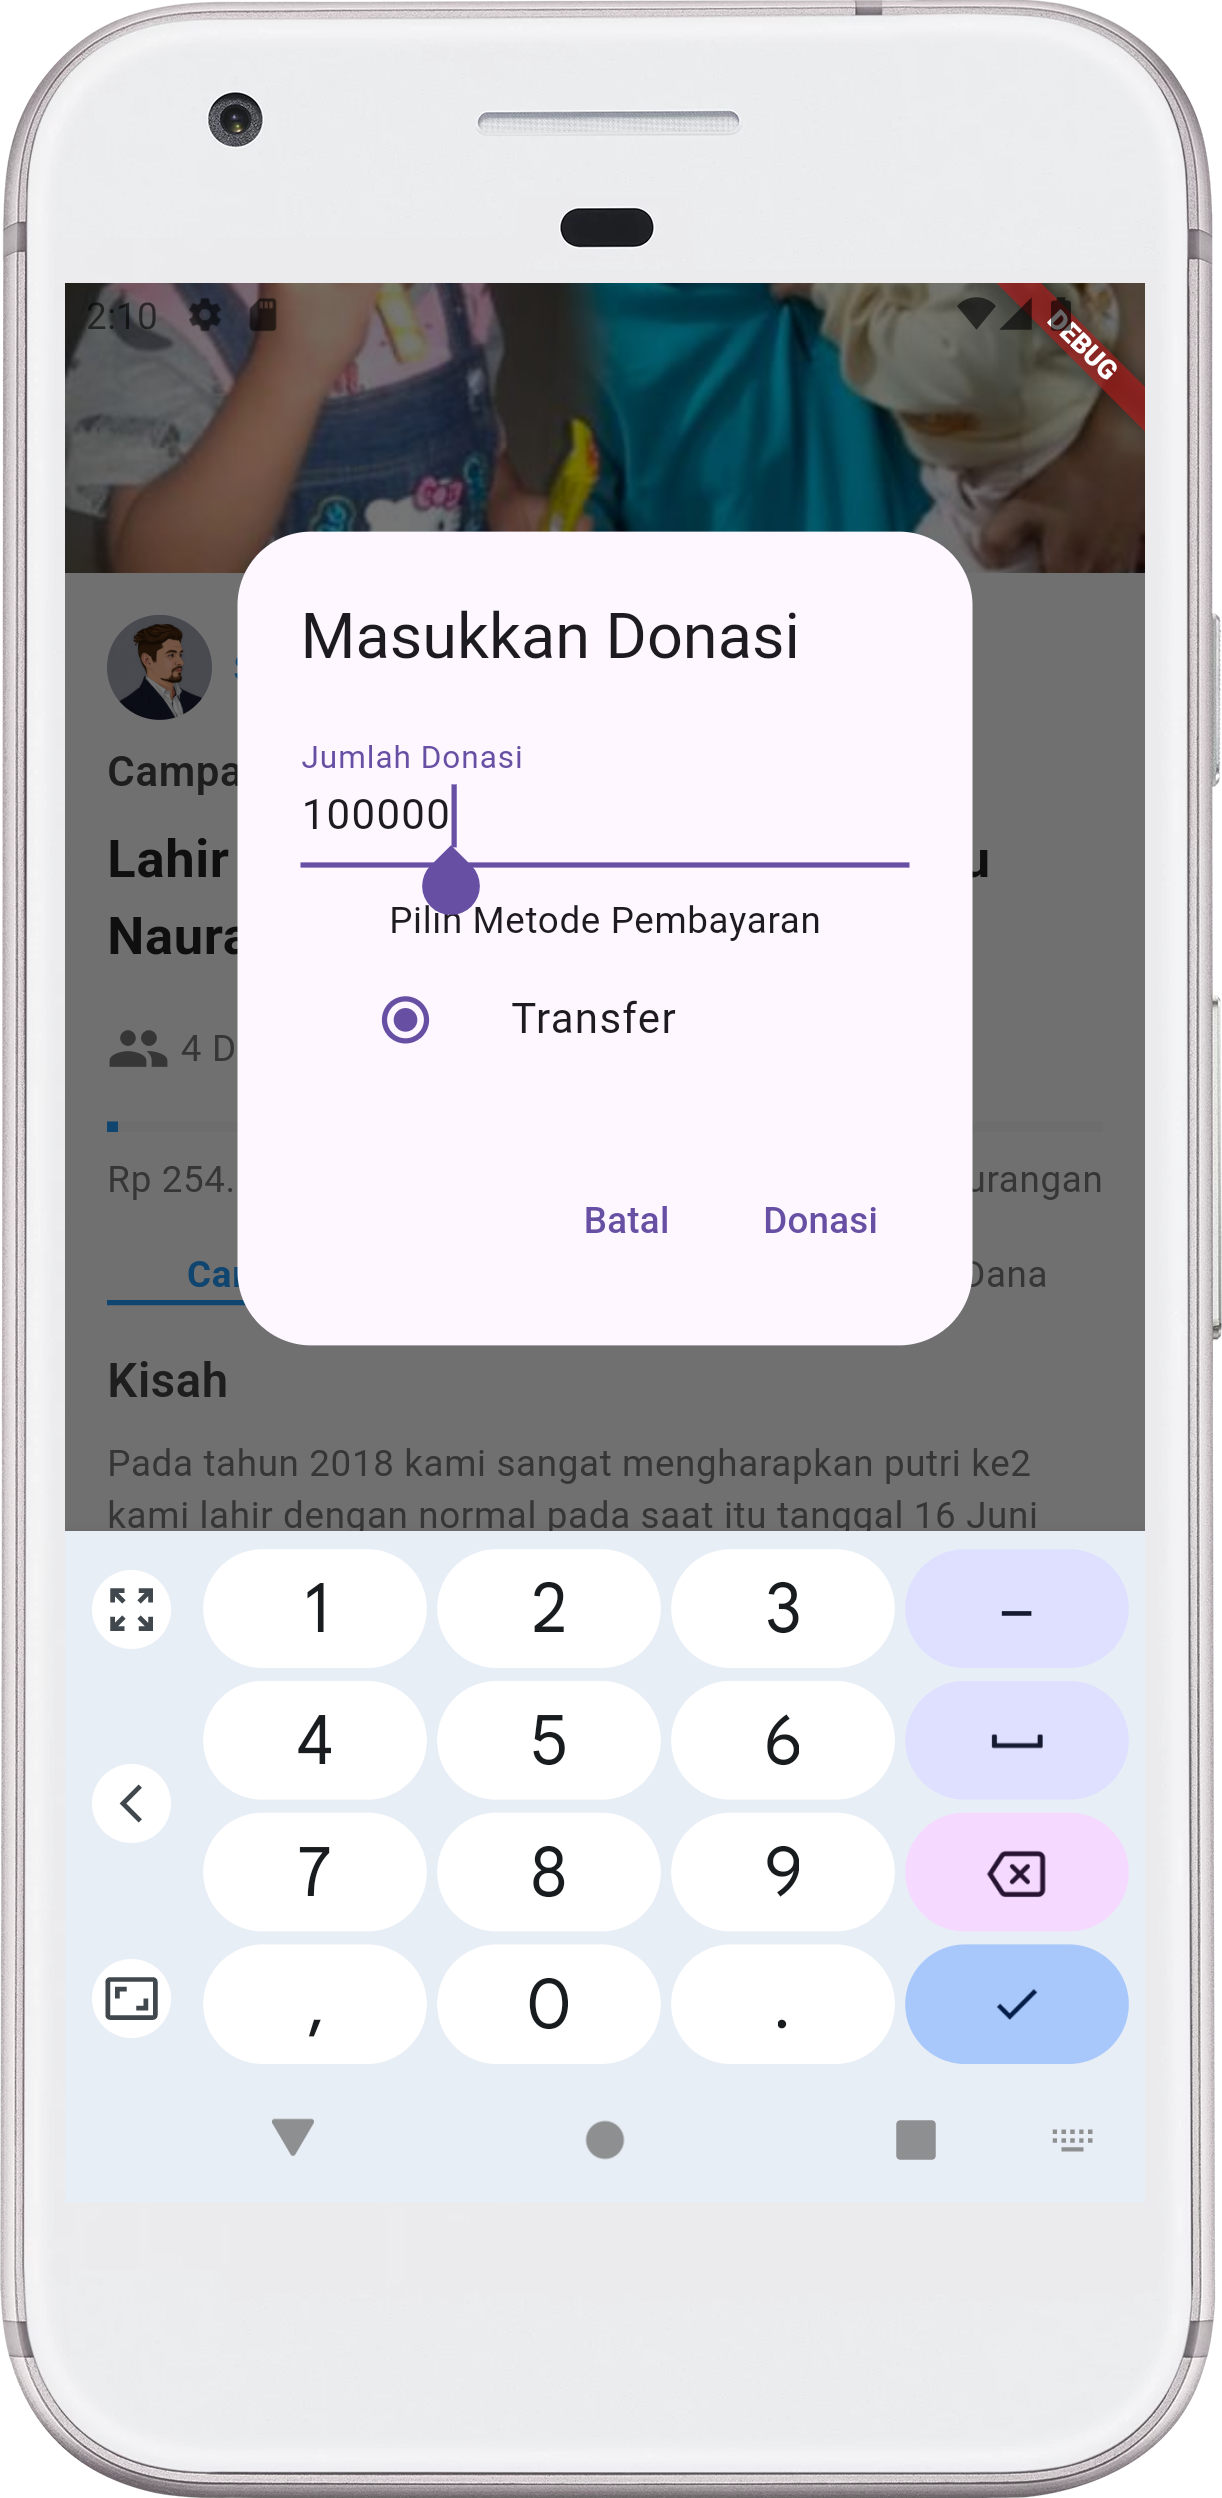 2:10
DEBUG
Masukkan Donasi
Jumlah Donasi
100000
Pilih Metode Pembayaran
Transfer
Batal
Donasi
Campa
Lahir u
Naura
4 D
Rp 254. urangan
Car Dana
Kisah
Pada tahun 2018 kami sangat mengharapkan putri ke2
kami lahir dengan normal pada saat itu tanggal 16 Juni
1 2 3 –
4 5 6
7 8 9
, 0 .